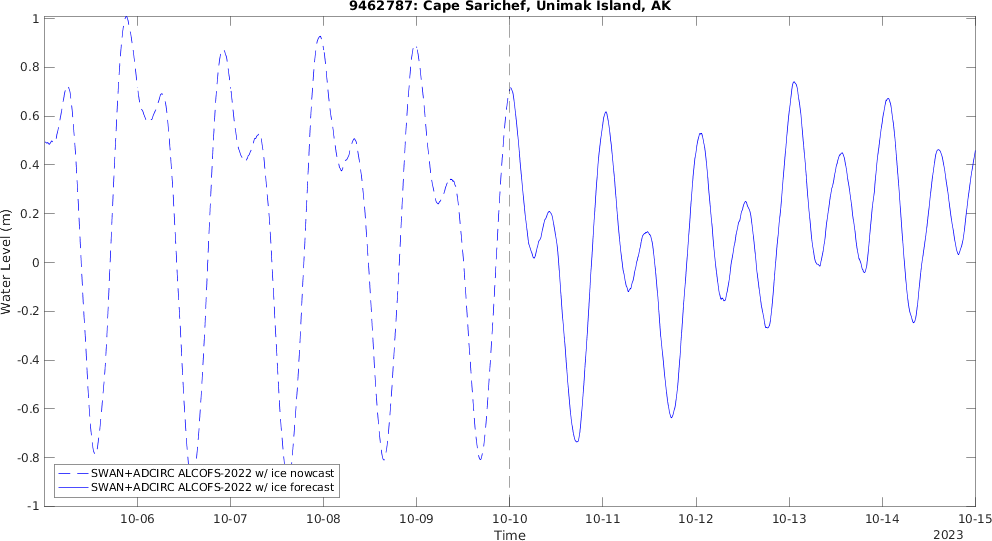 9462787: Cape Sarichef, Unimak Island, AK
1
0.8
0.6
0.4
0.2
0
-0.2
-0.4
-0.6
-0.8
-1
Water Level (m)
SWAN+ADCIRC ALCOFS-2022 w/ ice nowcast
SWAN+ADCIRC ALCOFS-2022 w/ ice forecast
10-06 10-07 10-08 10-09 10-10 10-11 10-12 10-13 10-14 10-15
Time
2023